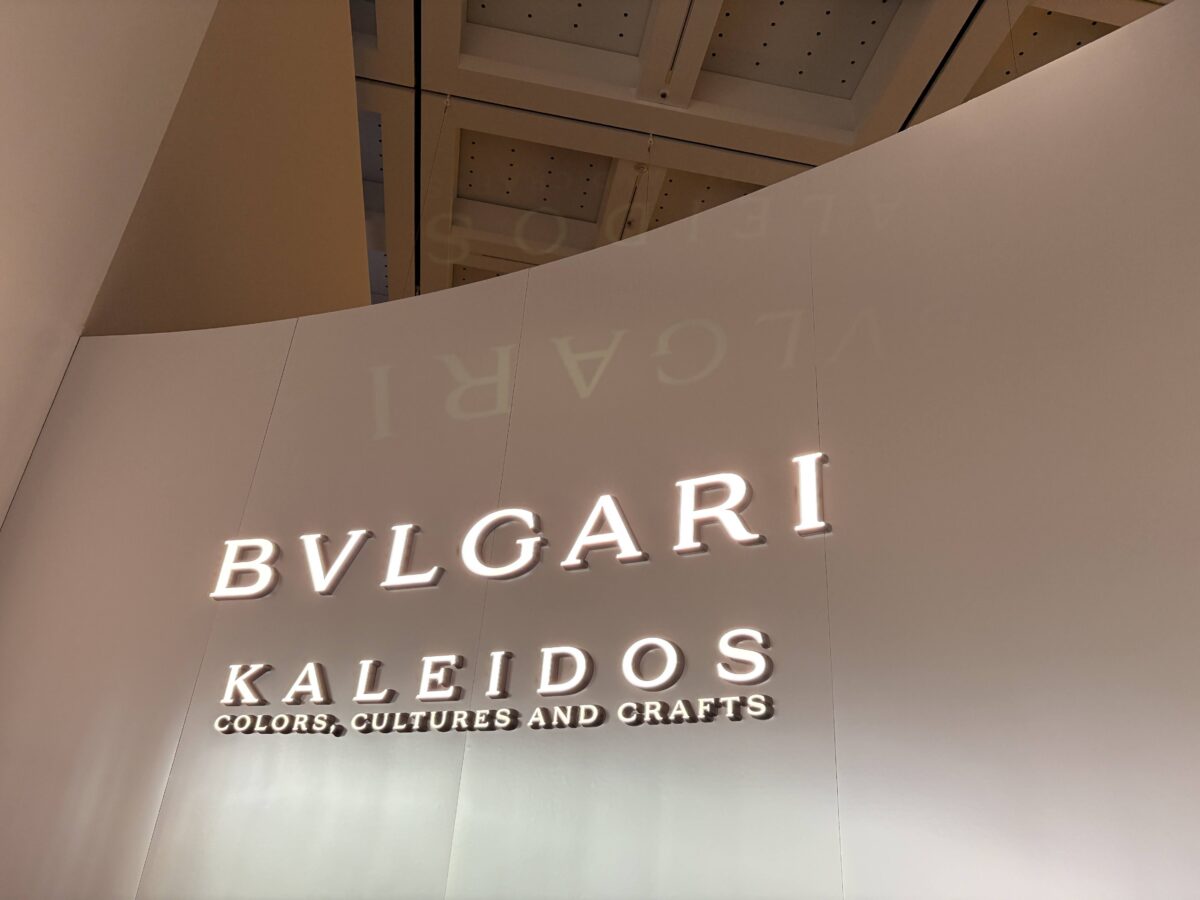 BVLGARI
KALEIDOS
COLORS, CULTURES AND CRAFTS